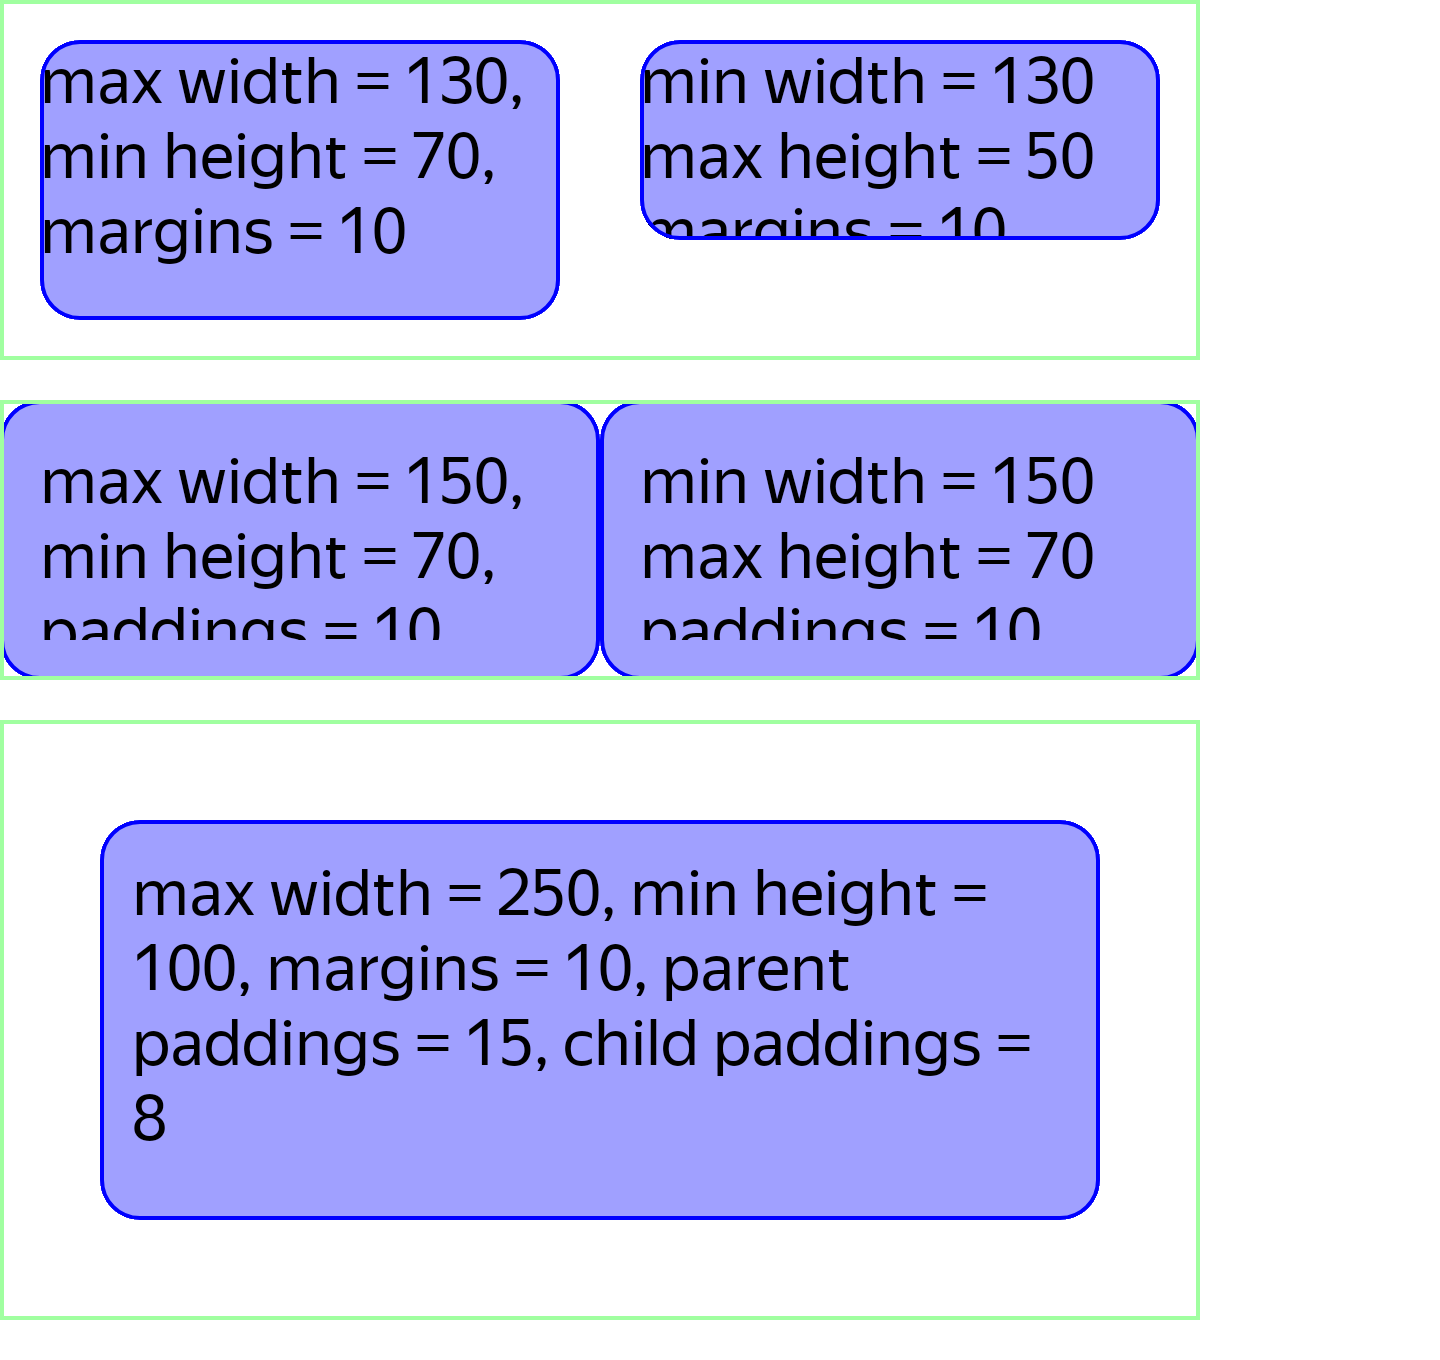 max width = 130,
min height = 70,
margins = 10
min width = 130
max height = 50
margins = 10
max width = 150,
min height = 70,
paddings = 10
min width = 150
max height = 70
paddings = 10
max width = 250, min height =
100, margins = 10, parent
paddings = 15, child paddings =
8